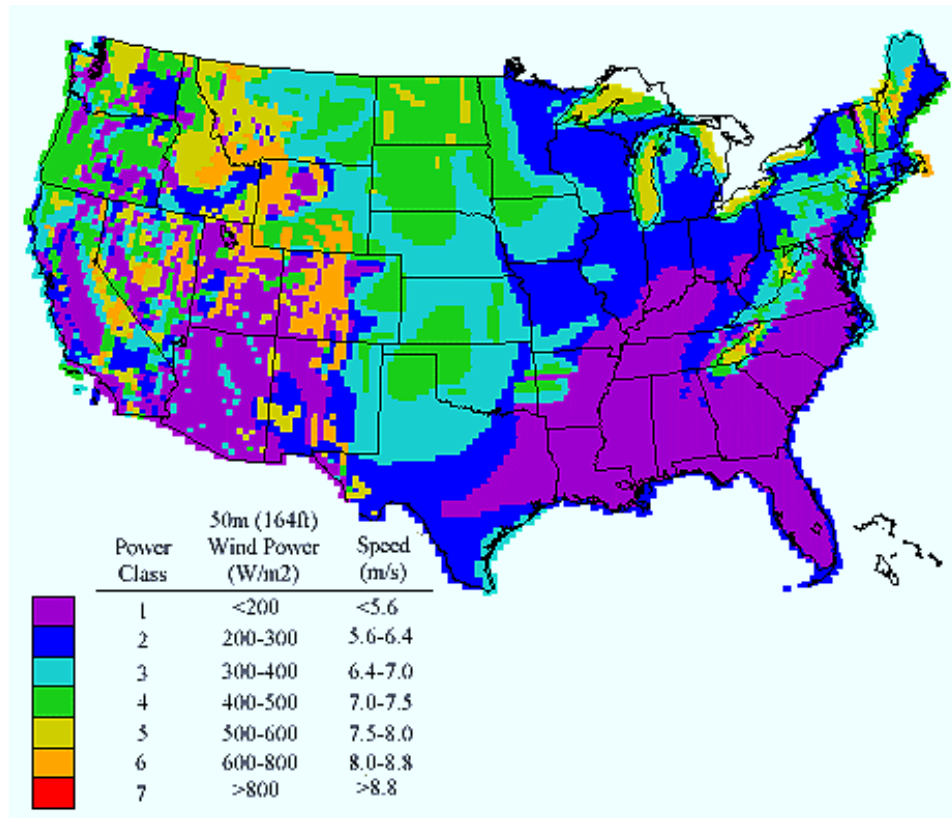 50m (164ft)
Power Wind Power Speed
Class (W/m2) (m/s)
1 <200 <5.6
2 200-300 5.6-6.4
3 300-400 6.4-7.0
4 400-500 7.0-7.5
5 500-600 7.5-8.0
6 600-800 8.0-8.8
7 >800 >8.8